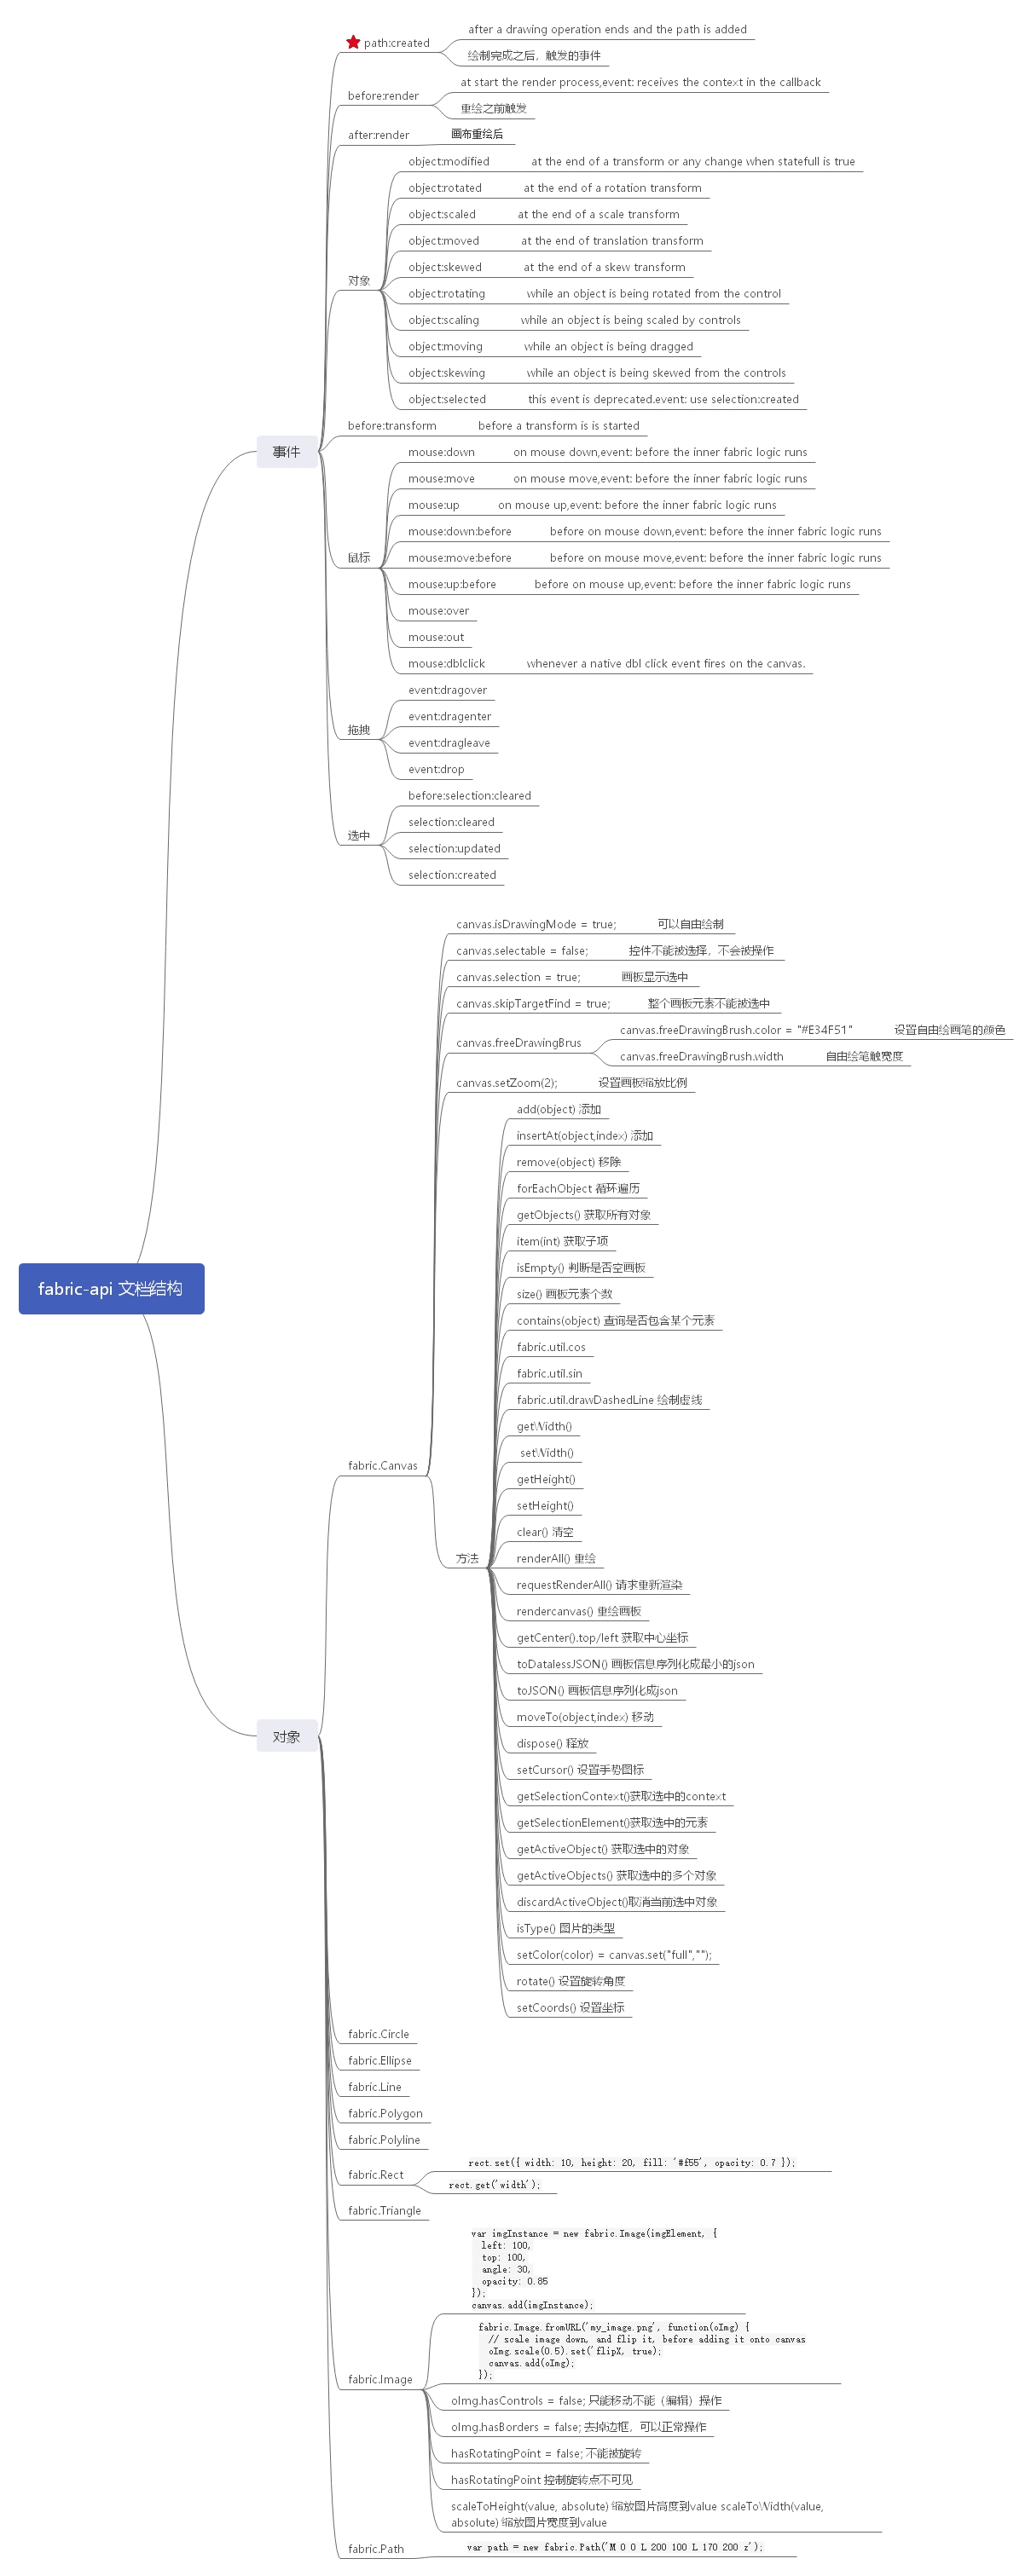 fabric-api 文档结构
事件
path:created
after a drawing operation ends and the path is added
绘制完成之后，触发的事件
before:render
at start the render process,event: receives the context in the callback
重绘之前触发
after:render 画布重绘后
对象
object:modified at the end of a transform or any change when statefull is true
object:rotated at the end of a rotation transform
object:scaled at the end of a scale transform
object:moved at the end of translation transform
object:skewed at the end of a skew transform
object:rotating while an object is being rotated from the control
object:scaling while an object is being scaled by controls
object:moving while an object is being dragged
object:skewing while an object is being skewed from the controls
object:selected this event is deprecated.event: use selection:created
before:transform before a transform is is started
鼠标
mouse:down on mouse down,event: before the inner fabric logic runs
mouse:move on mouse move,event: before the inner fabric logic runs
mouse:up on mouse up,event: before the inner fabric logic runs
mouse:down:before before on mouse down,event: before the inner fabric logic runs
mouse:move:before before on mouse move,event: before the inner fabric logic runs
mouse:up:before before on mouse up,event: before the inner fabric logic runs
mouse:over
mouse:out
mouse:dblclick whenever a native dbl click event fires on the canvas.
拖拽
event:dragover
event:dragenter
event:dragleave
event:drop
选中
before:selection:cleared
selection:cleared
selection:updated
selection:created
对象
fabric.Canvas
canvas.isDrawingMode = true; 可以自由绘制
canvas.selectable = false; 控件不能被选择，不会被操作
canvas.selection = true; 画板显示选中
canvas.skipTargetFind = true; 整个画板元素不能被选中
canvas.freeDrawingBrus
canvas.freeDrawingBrush.color = "#E34F51" 设置自由绘画笔的颜色
canvas.freeDrawingBrush.width 自由绘笔触宽度
canvas.setZoom(2); 设置画板缩放比例
方法
add(object) 添加
insertAt(object,index) 添加
remove(object) 移除
forEachObject 循环遍历
getObjects() 获取所有对象
item(int) 获取子项
isEmpty() 判断是否空画板
size() 画板元素个数
contains(object) 查询是否包含某个元素
fabric.util.cos
fabric.util.sin
fabric.util.drawDashedLine 绘制虚线
getWidth()
setWidth()
getHeight()
setHeight()
clear() 清空
renderAll() 重绘
requestRenderAll() 请求重新渲染
rendercanvas() 重绘画板
getCenter().top/left 获取中心坐标
toDatalessJSON() 画板信息序列化成最小的json
toJSON() 画板信息序列化成json
moveTo(object,index) 移动
dispose() 释放
setCursor() 设置手势图标
getSelectionContext()获取选中的context
getSelectionElement()获取选中的元素
getActiveObject() 获取选中的对象
getActiveObjects() 获取选中的多个对象
discardActiveObject()取消当前选中对象
isType() 图片的类型
setColor(color) = canvas.set("full","");
rotate() 设置旋转角度
setCoords() 设置坐标
fabric.Circle
fabric.Ellipse
fabric.Line
fabric.Polygon
fabric.Polyline
fabric.Rect
rect.set({ width: 10, height: 20, fill: '#f55', opacity: 0.7 });
rect.get('width');
fabric.Triangle
fabric.Image
var imgInstance = new fabric.Image(imgElement, {
left: 100,
top: 100,
angle: 30,
opacity: 0.85
});
canvas.add(imgInstance);
fabric.Image.fromURL('my_image.png', function(oImg) {
// scale image down, and flip it, before adding it onto canvas
oImg.scale(0.5).set('flipX, true);
canvas.add(oImg);
});
oImg.hasControls = false; 只能移动不能（编辑）操作
oImg.hasBorders = false; 去掉边框，可以正常操作
hasRotatingPoint = false; 不能被旋转
hasRotatingPoint 控制旋转点不可见
scaleToHeight(value, absolute) 缩放图片高度到value scaleToWidth(value,
absolute) 缩放图片宽度到value
fabric.Path var path = new fabric.Path('M 0 0 L 200 100 L 170 200 z');